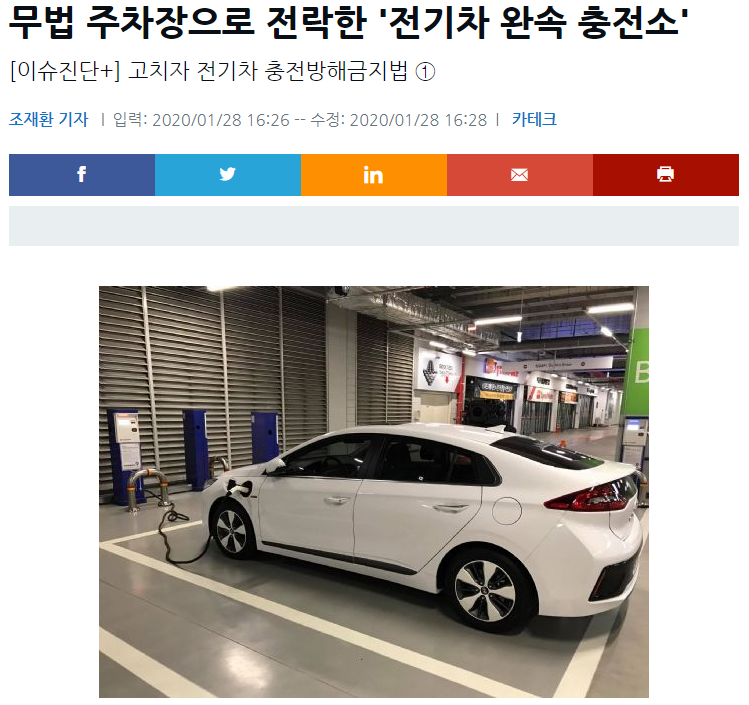 무법 주차장으로 전락한 '전기차 완속 충전소'
[이슈진단+] 고치자 전기차 충전방해금지법 ①
조재환 기자 | 입력: 2020/01/28 16:26 -- 수정: 2020/01/28 16:28 | 카테크
f
in
B